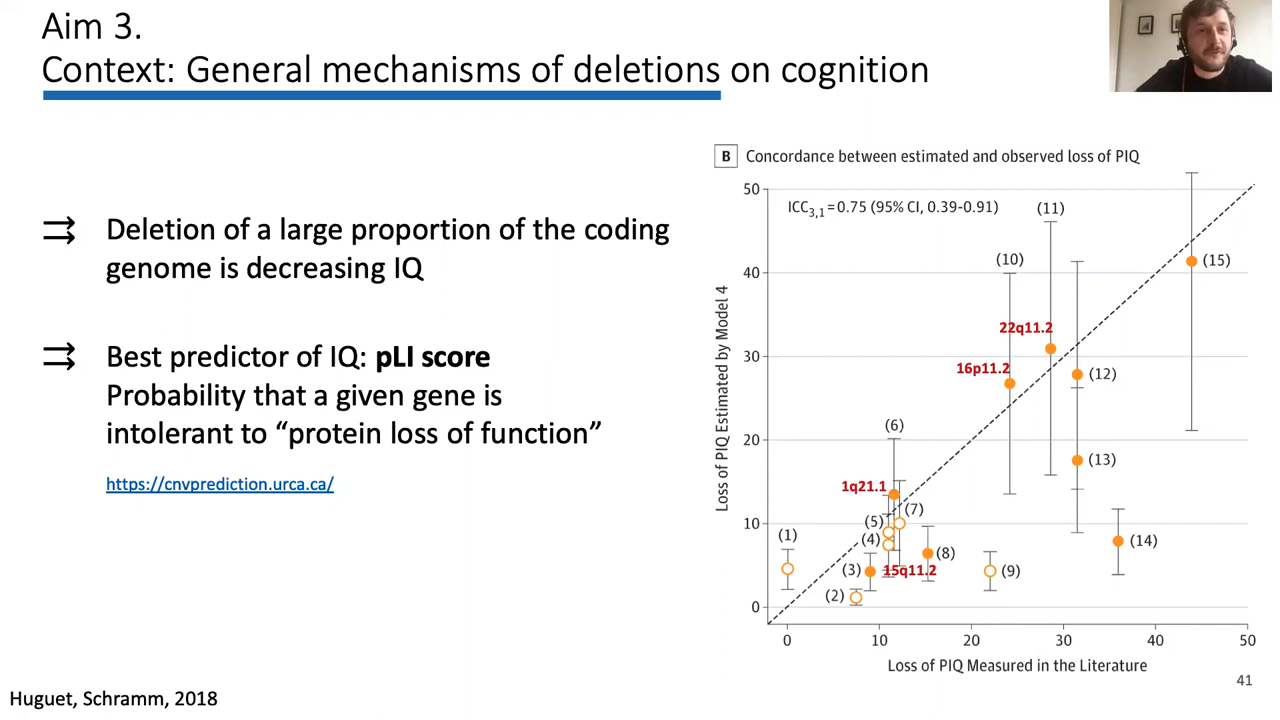 Aim 3.
Context: General mechanisms of deletions on cognition
Deletion of a large proportion of the coding
genome is decreasing IQ
Best predictor of IQ: pLI score
Probability that a given gene is
intolerant to “protein loss of function”
https://cnvprediction.urca.ca/
Huguet, Schramm, 2018
B Concordance between estimated and observed loss of PIQ
ICC3,1 = 0.75 (95% CI, 0.39-0.91)
Loss of PIQ Estimated by Model 4
50
40
30
20
10
0
(11)
(10)
(15)
22q11.2
16p11.2
(12)
(6)
(13)
1q21.1
(7)
(5)
(1)
(4)
(14)
(8)
(3)
15q11.2
(9)
(2)
0 10 20 30 40 50
Loss of PIQ Measured in the Literature
41